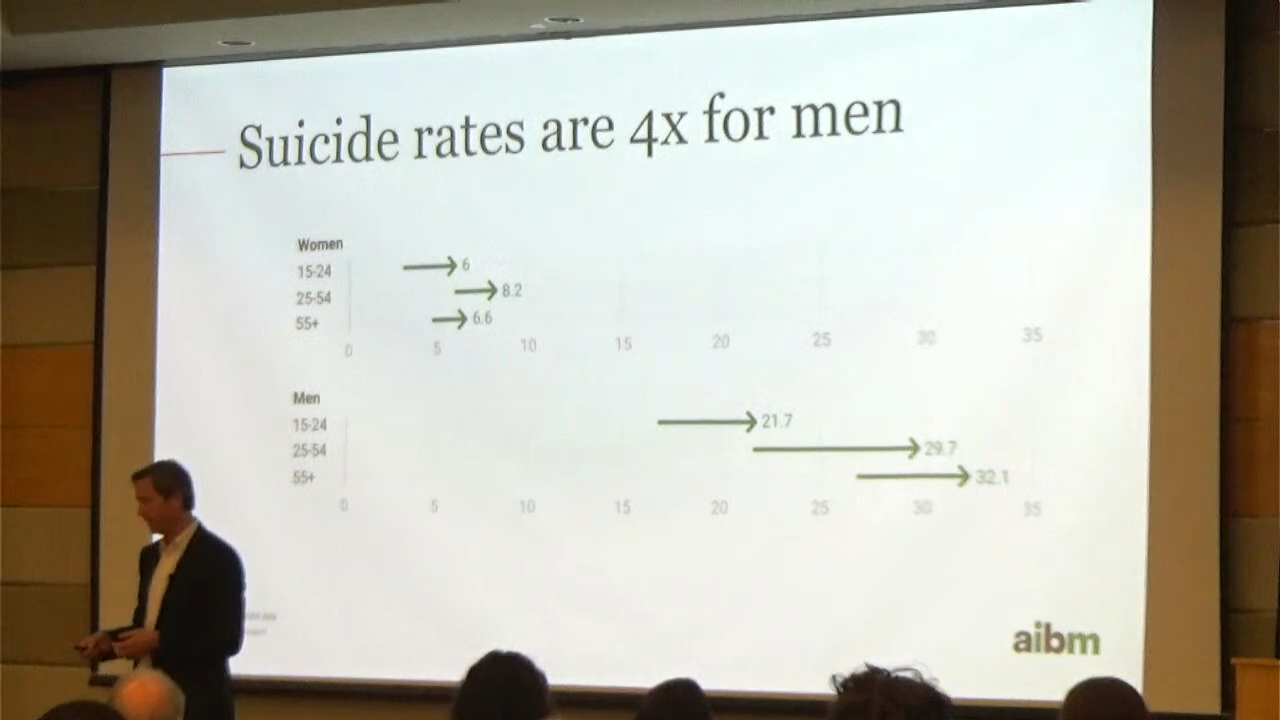 Suicide rates are 4x for men
Women
15-24 6
25-54 8.2
55+ 6.6
0 5 10 15 20 25 30 35
Men
15-24 21.7
25-54 29.7
55+ 32.1
0 5 10 15 20 25 30 35
aibm